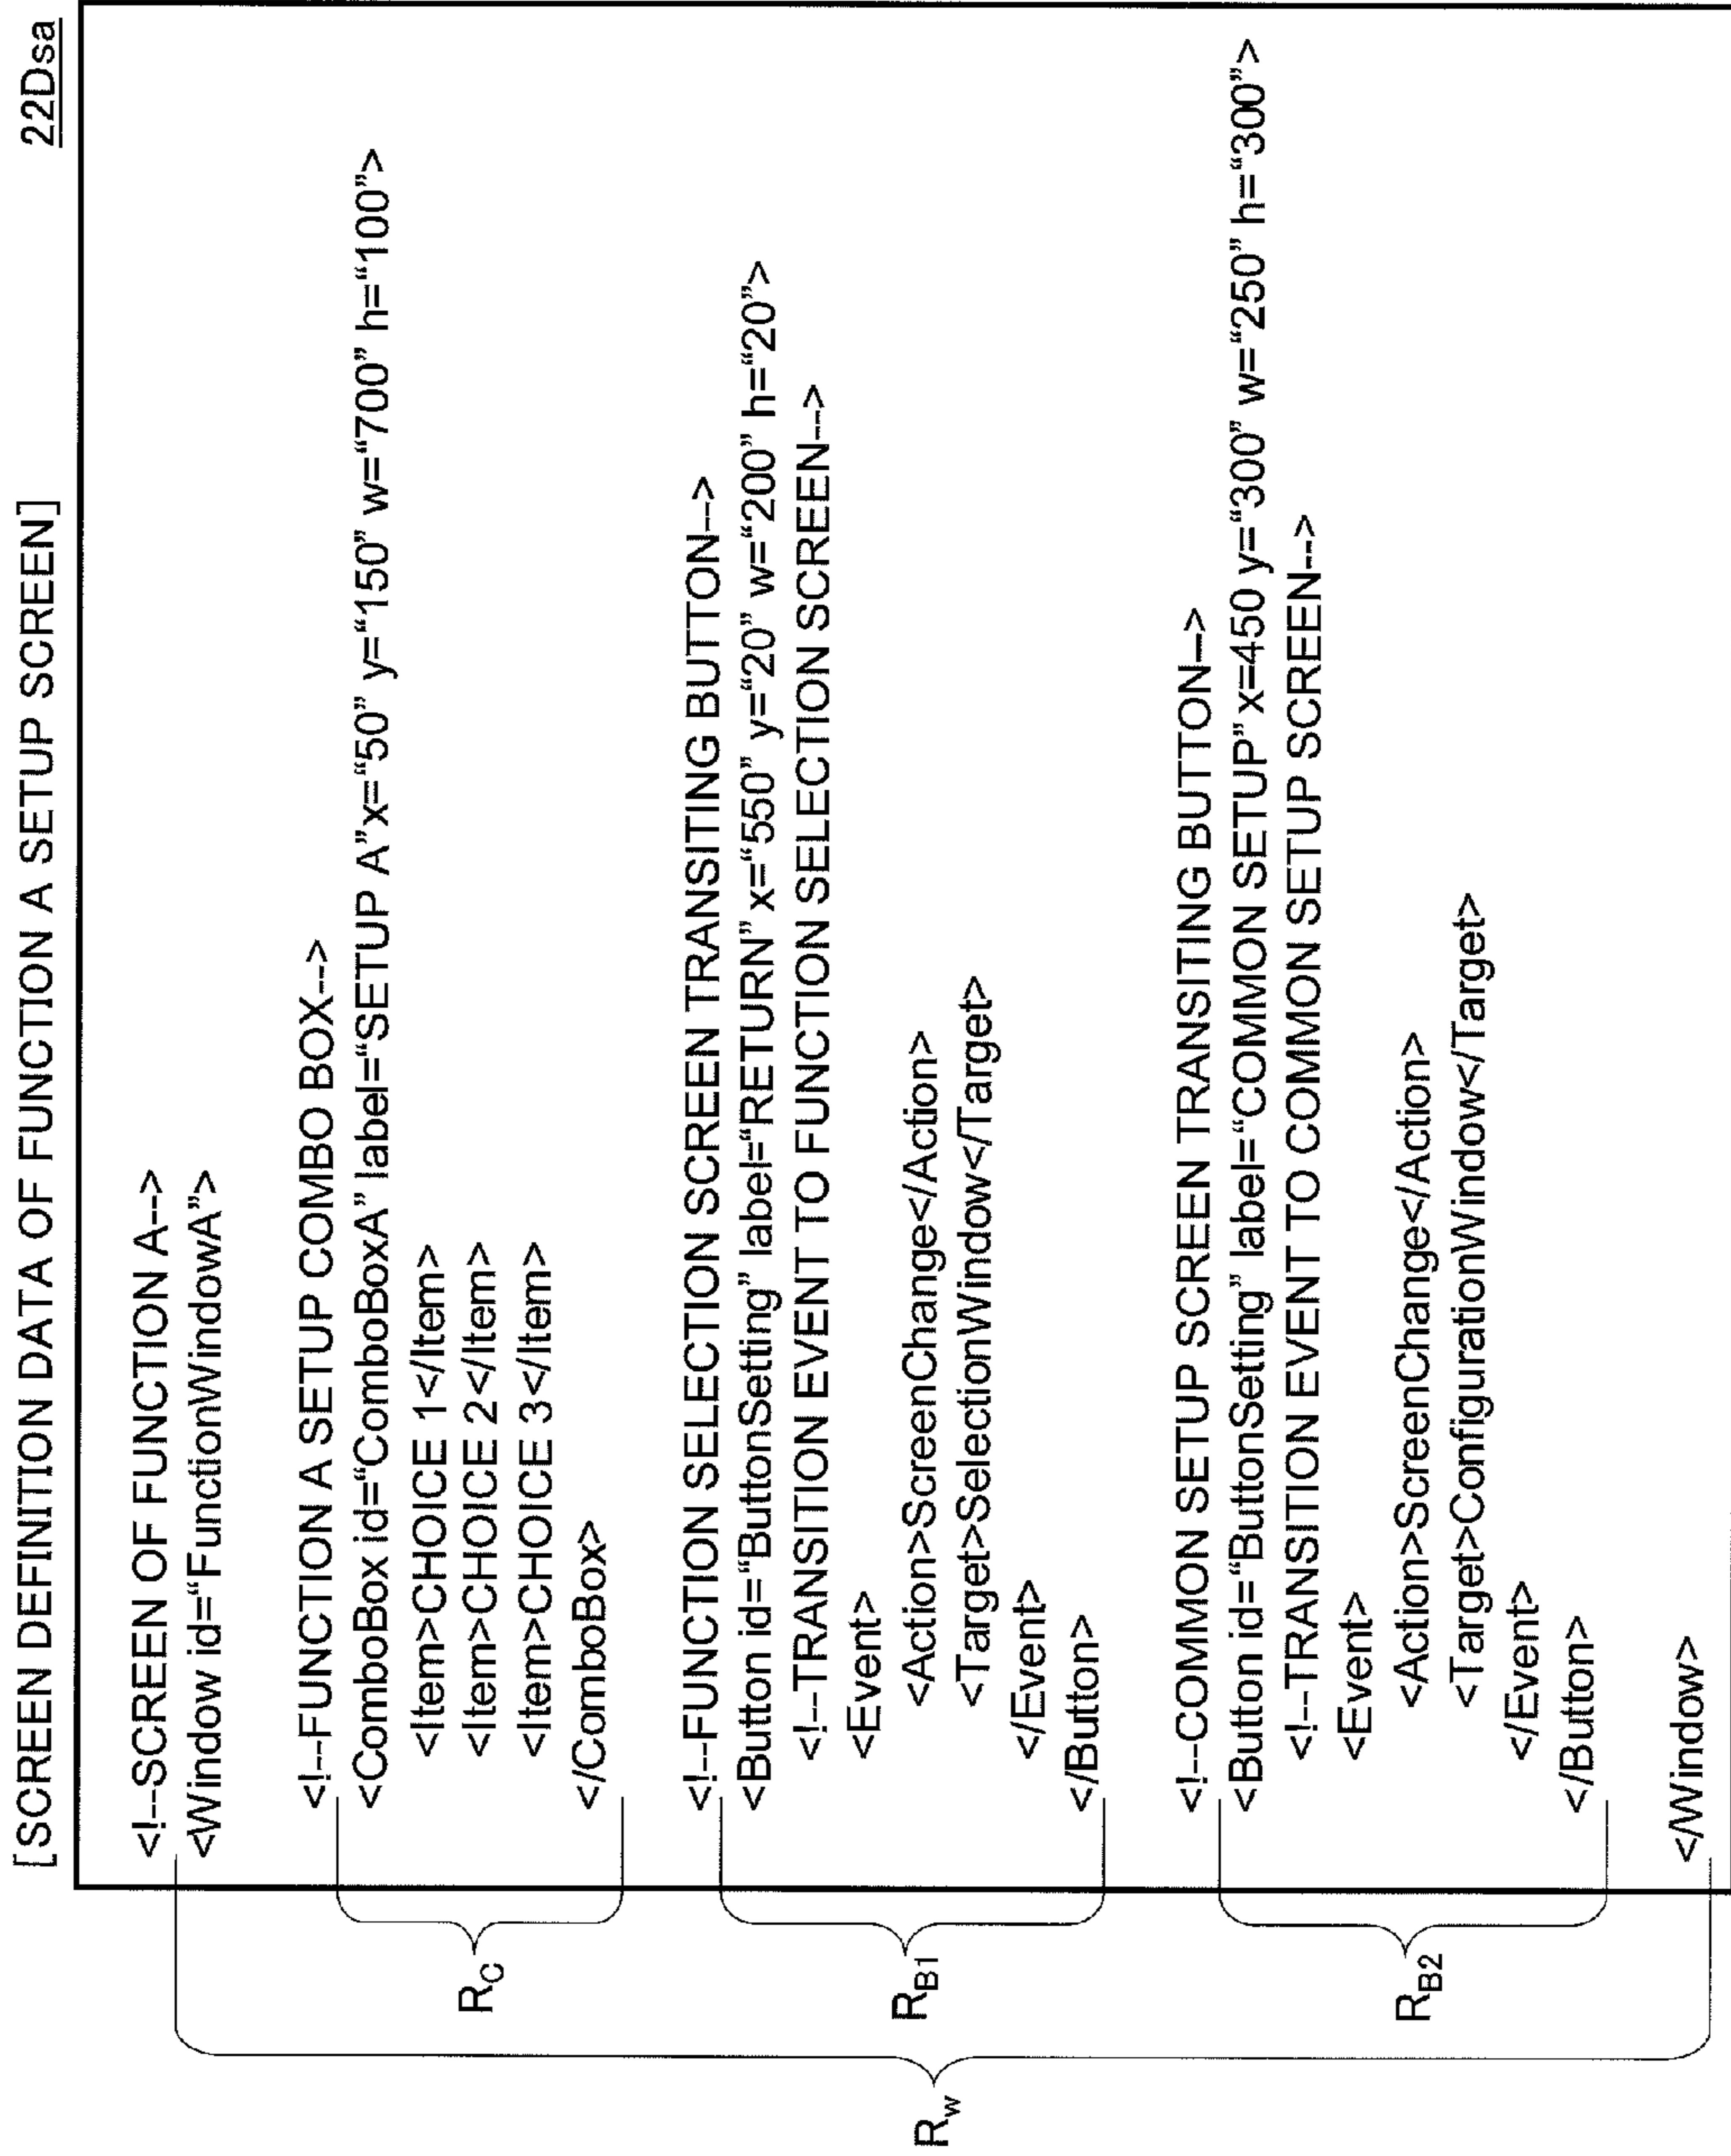 [SCREEN DEFINITION DATA OF FUNCTION A SETUP SCREEN]
22Dsa
<!--SCREEN OF FUNCTION A-->
<Window id=“FunctionWindowA”>
<!--FUNCTION A SETUP COMBO BOX-->
<ComboBox id=“ComboBoxA” label=“SETUP A”x=“50” y=“150” w=“700” h=“100”>
<Item>CHOICE 1</Item>
<Item>CHOICE 2</Item>
<Item>CHOICE 3</Item>
</ComboBox>
<!--FUNCTION SELECTION SCREEN TRANSITING BUTTON-->
<Button id=“ButtonSetting” label=“RETURN” x=“550” y=“20” w=“200” h=“20”>
<!--TRANSITION EVENT TO FUNCTION SELECTION SCREEN-->
<Event>
<Action>ScreenChange</Action>
<Target>SelectionWindow</Target>
</Event>
</Button>
<!--COMMON SETUP SCREEN TRANSITING BUTTON-->
<Button id=“ButtonSetting” label=“COMMON SETUP” x=450 y=“300” w=“250” h=“300”>
<!--TRANSITION EVENT TO COMMON SETUP SCREEN-->
<Event>
<Action>ScreenChange</Action>
<Target>ConfigurationWindow</Target>
</Event>
</Button>
</Window>
RC
RB1
RB2
Rw